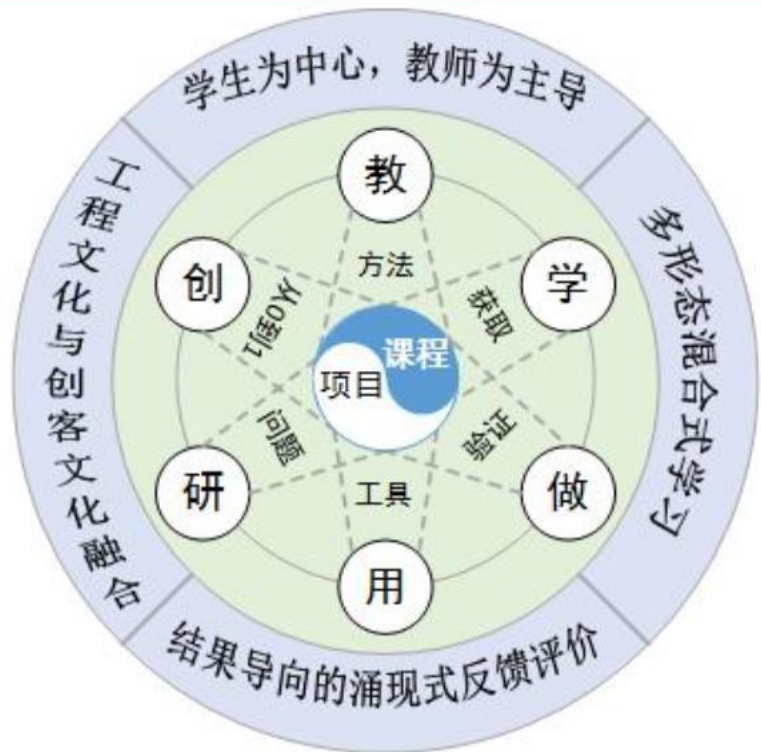 学生为中心，教师为主导
多形态混合式学习
结果导向的涌现式反馈评价
工程文化与创客文化融合
教
学
做
用
研
创
方法
获取
验证
工具
问题
从0到1
课程
项目